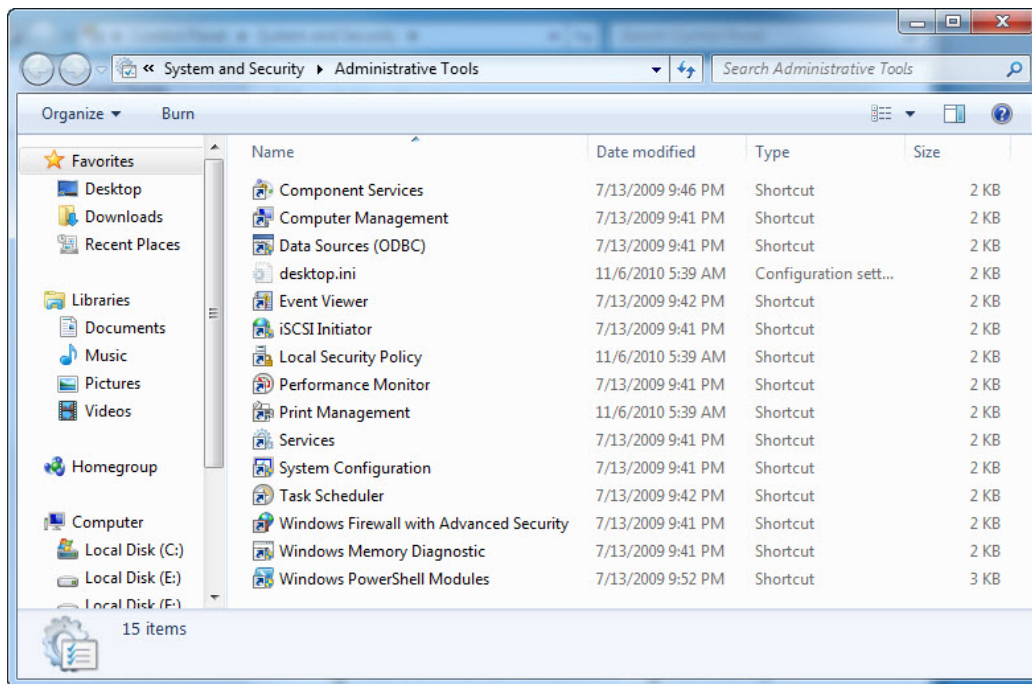 « System and Security ▸ Administrative Tools
Search Administrative Tools
Organize Burn
Name Date modified Type Size
Favorites
Desktop
Downloads
Recent Places
Libraries
Documents
Music
Pictures
Videos
Homegroup
Computer
Local Disk (C:)
Local Disk (E:)
Local Disk (F:)
Component Services 7/13/2009 9:46 PM Shortcut 2 KB
Computer Management 7/13/2009 9:41 PM Shortcut 2 KB
Data Sources (ODBC) 7/13/2009 9:41 PM Shortcut 2 KB
desktop.ini 11/6/2010 5:39 AM Configuration sett... 2 KB
Event Viewer 7/13/2009 9:42 PM Shortcut 2 KB
iSCSI Initiator 7/13/2009 9:41 PM Shortcut 2 KB
Local Security Policy 11/6/2010 5:39 AM Shortcut 2 KB
Performance Monitor 7/13/2009 9:41 PM Shortcut 2 KB
Print Management 11/6/2010 5:39 AM Shortcut 2 KB
Services 7/13/2009 9:41 PM Shortcut 2 KB
System Configuration 7/13/2009 9:41 PM Shortcut 2 KB
Task Scheduler 7/13/2009 9:42 PM Shortcut 2 KB
Windows Firewall with Advanced Security 7/13/2009 9:41 PM Shortcut 2 KB
Windows Memory Diagnostic 7/13/2009 9:41 PM Shortcut 2 KB
Windows PowerShell Modules 7/13/2009 9:52 PM Shortcut 3 KB
15 items